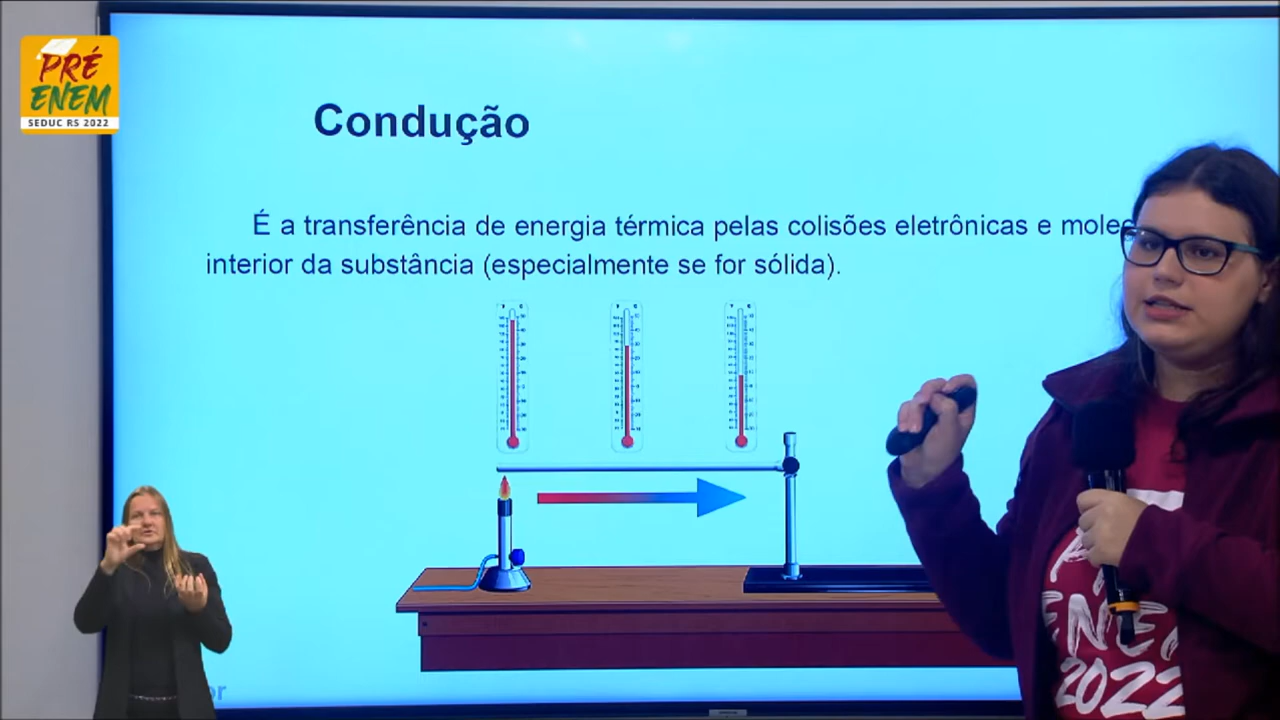 PRÉ
ENEM
SEDUC RS 2022
Condução
É a transferência de energia térmica pelas colisões eletrônicas e
interior da substância (especialmente se for sólida).
2022